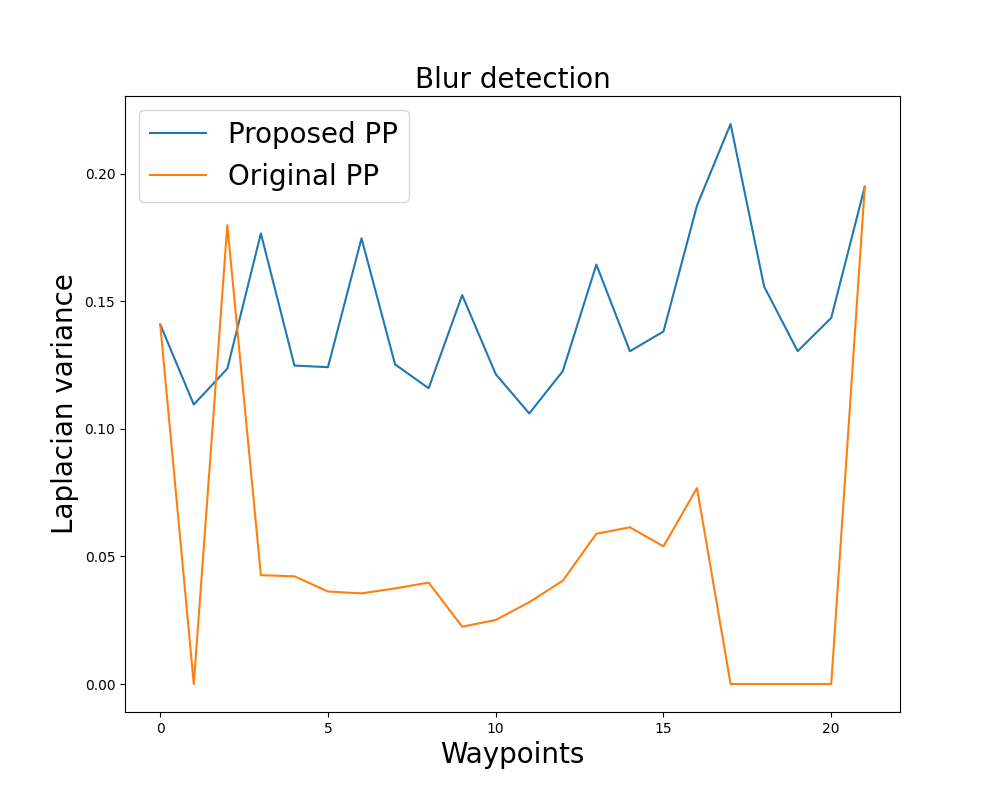 Blur detection
Proposed PP
Original PP
Laplacian variance
0.20
0.15
0.10
0.05
0.00
0 5 10 15 20
Waypoints